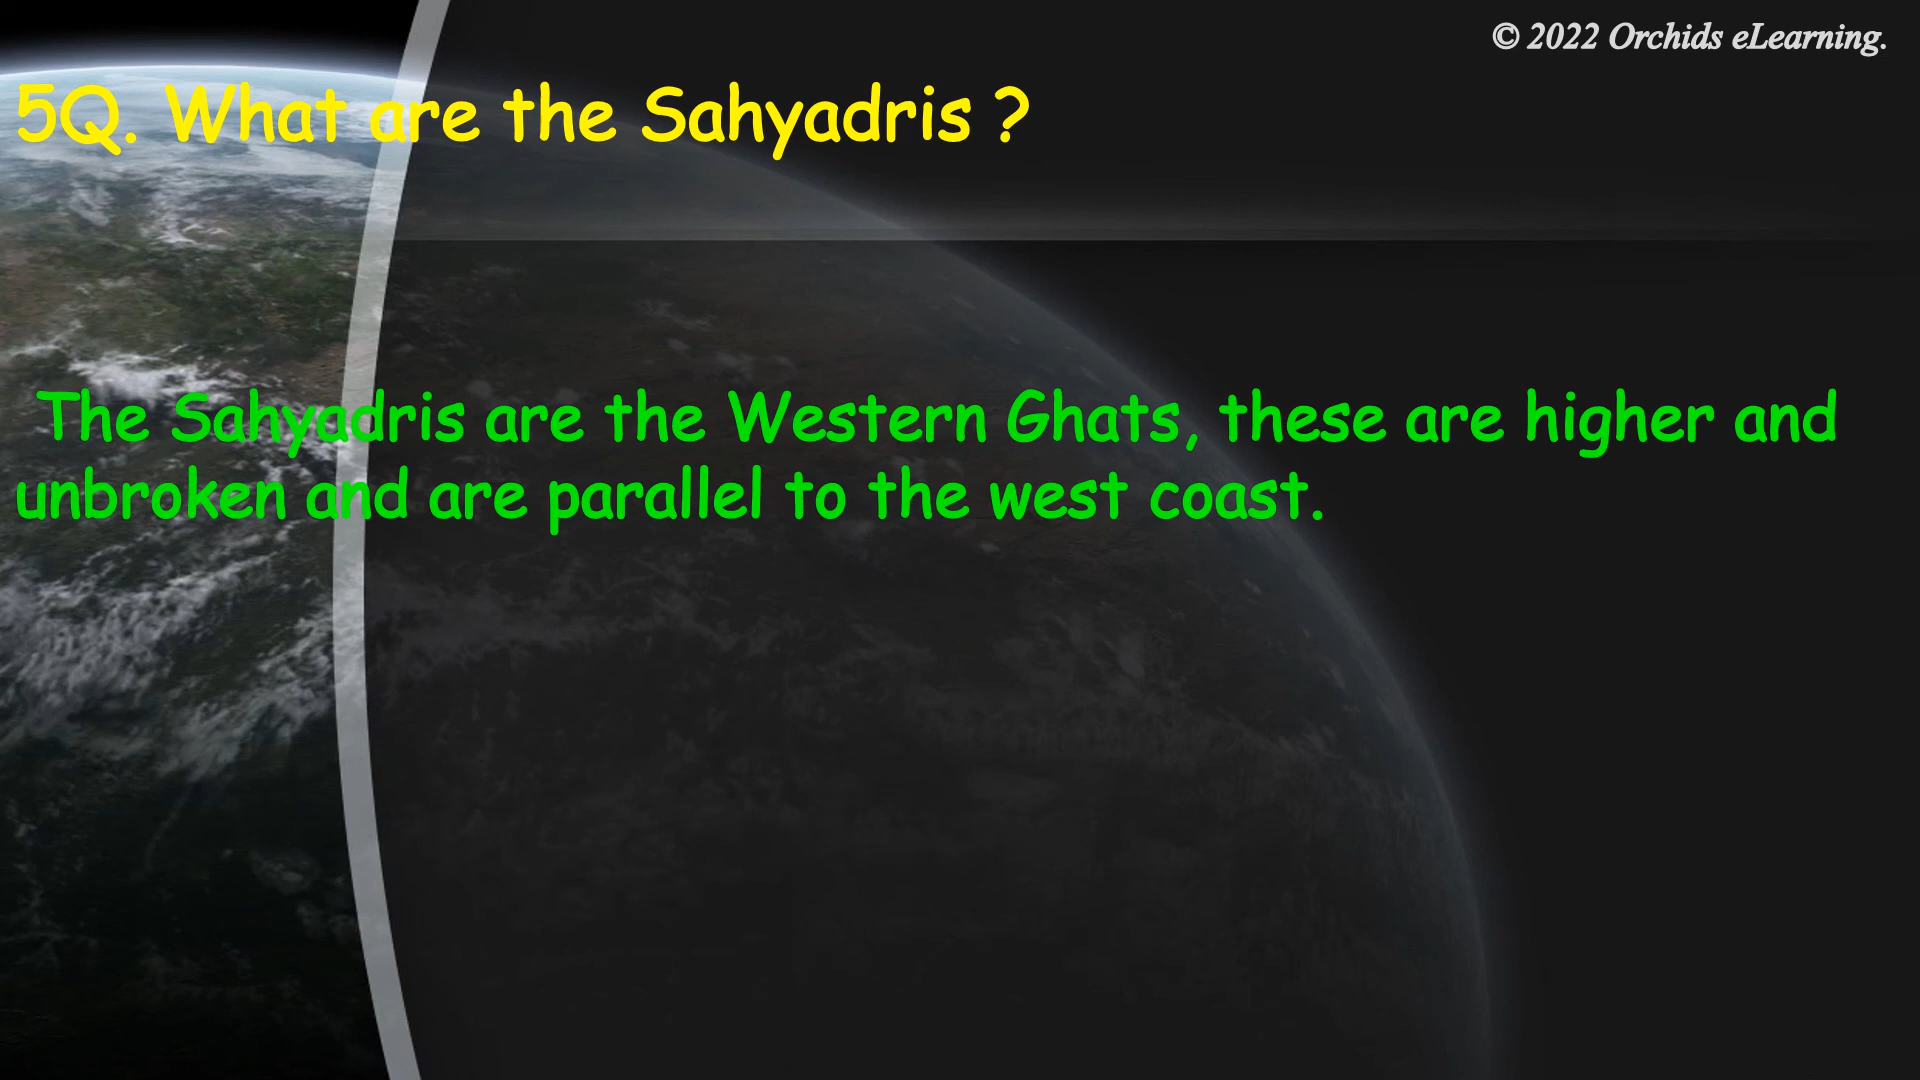 © 2022 Orchids eLearning.
5Q. What are the Sahyadris ?
The Sahyadris are the Western Ghats, these are higher and
unbroken and are parallel to the west coast.